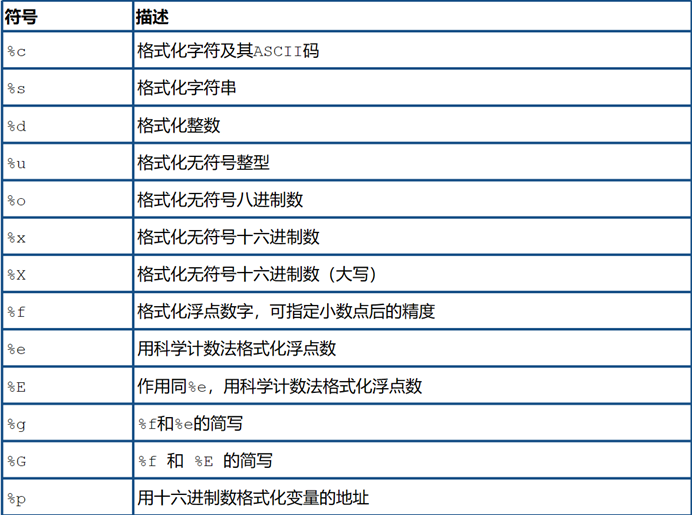 符号 描述
%c 格式化字符及其ASCII码
%s 格式化字符串
%d 格式化整数
%u 格式化无符号整型
%o 格式化无符号八进制数
%x 格式化无符号十六进制数
%X 格式化无符号十六进制数（大写）
%f 格式化浮点数字，可指定小数点后的精度
%e 用科学计数法格式化浮点数
%E 作用同%e，用科学计数法格式化浮点数
%g %f和%e的简写
%G %f 和 %E 的简写
%p 用十六进制数格式化变量的地址